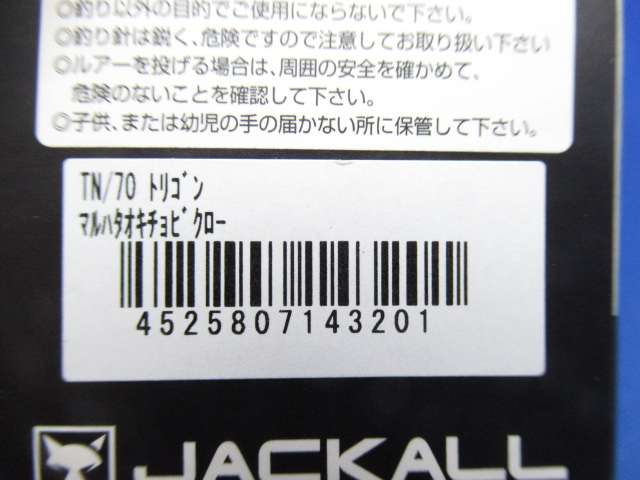 ◎釣り以外の目的でご使用にならないで下さい。
◎釣り針は鋭く、危険ですので注意してお取り扱い下さい
◎ルアーを投げる場合は、周囲の安全を確かめて、
危険のないことを確認して下さい。
◎子供、または幼児の手の届かない所に保管して下さい。
TN/70 ﾄﾘｺﾞﾝ
ﾏﾙﾊﾀｵｷﾁｮﾋﾞｸﾛｰ
4525807143201
JACKALL